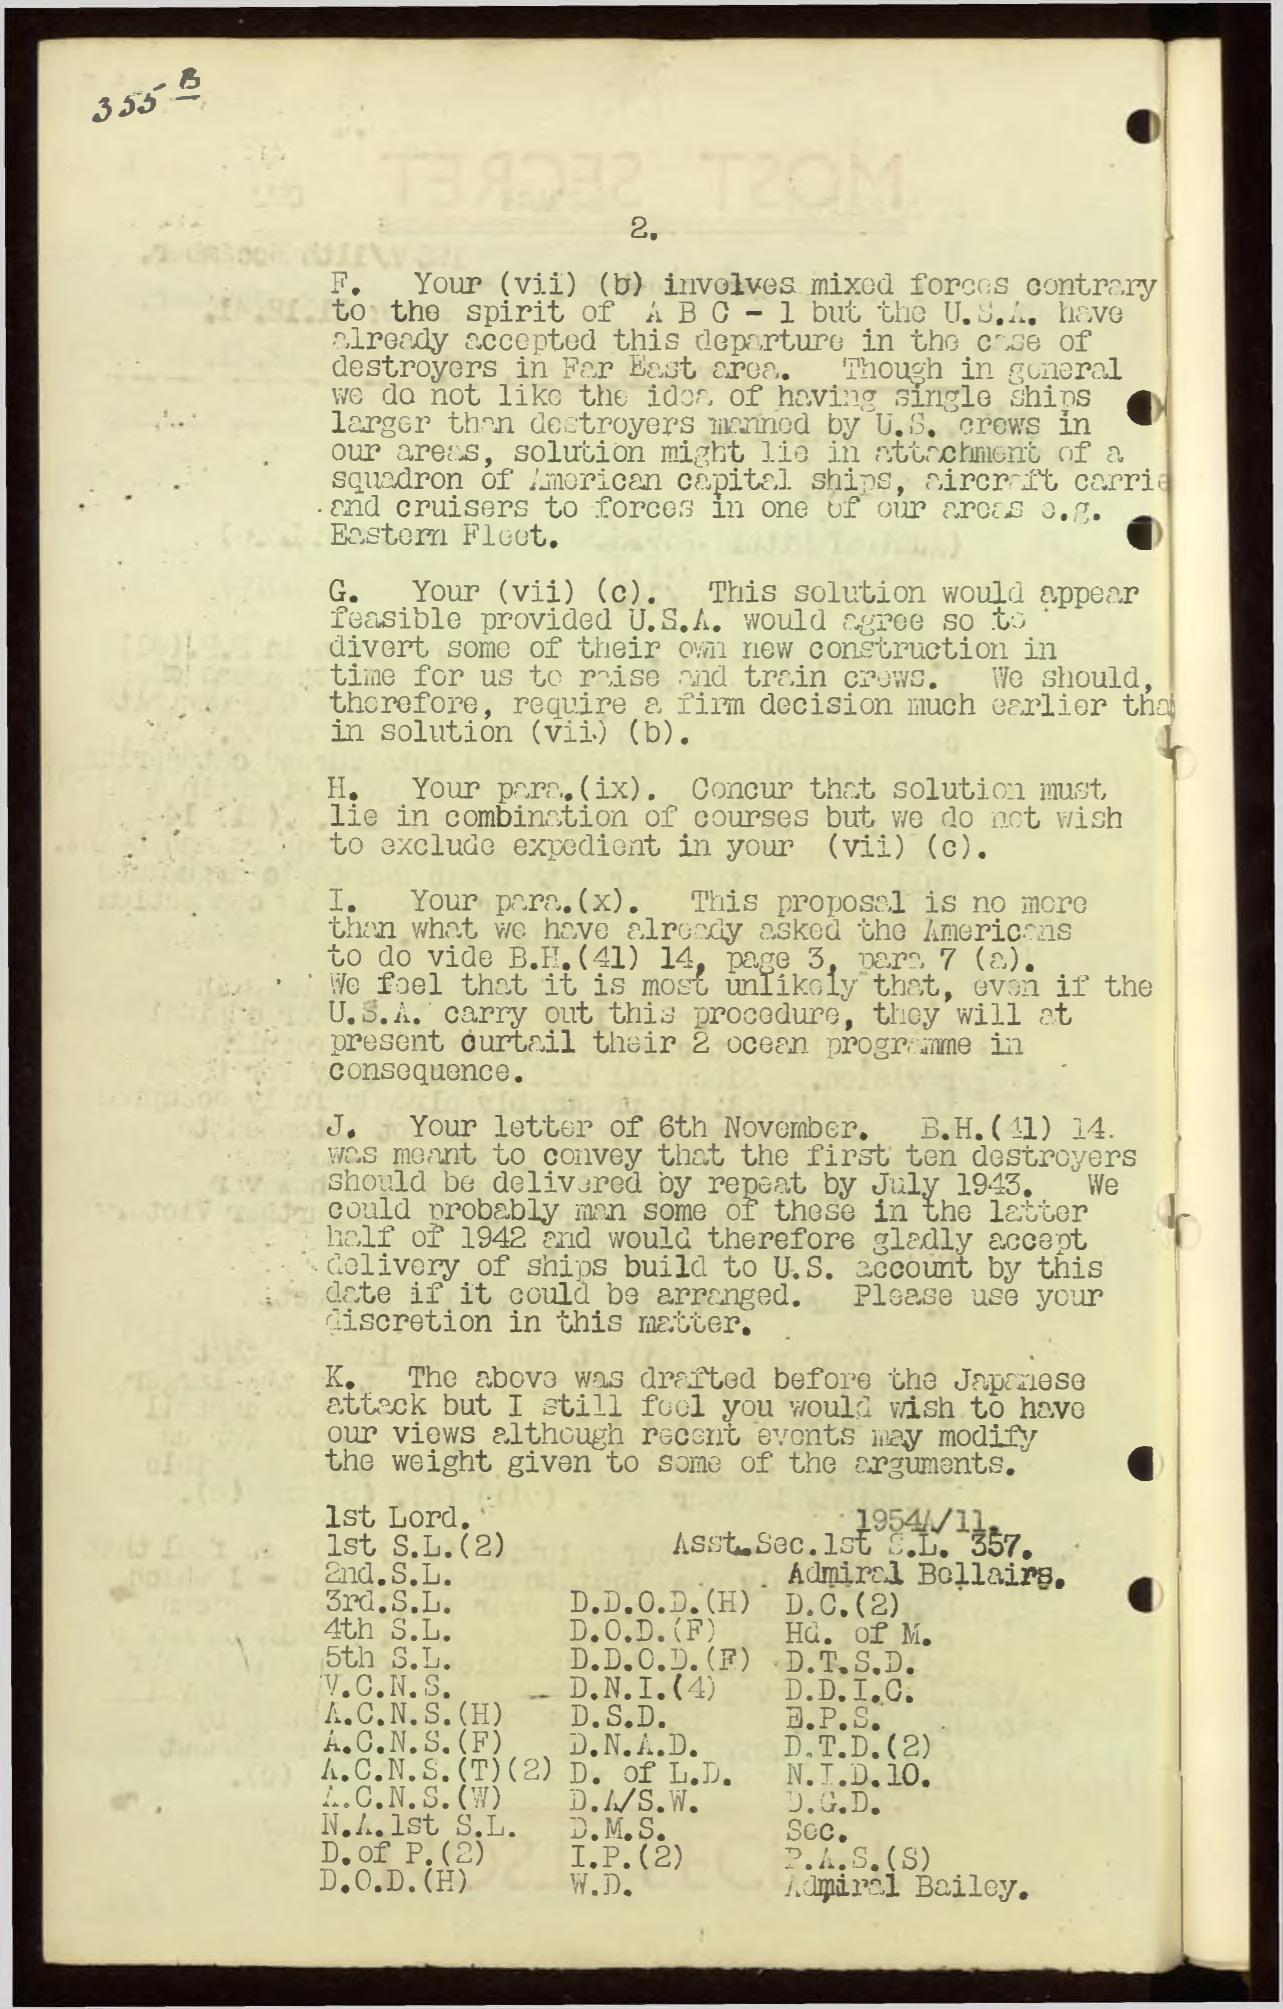 355 B
2.
F. Your (vii) (b) involves mixed forces contrary
to the spirit of A B C - 1 but the U.S.A. have
already accepted this departure in the case of
destroyers in Far East area. Though in general
we do not like the idea of having single ships
larger than destroyers manned by U.S. crews in
our areas, solution might lie in attachment of a
squadron of American capital ships, aircraft carrie
and cruisers to forces in one of our areas e.g.
Eastern Fleet.
G. Your (vii) (c). This solution would appear
feasible provided U.S.A. would agree so to
divert some of their own new construction in
time for us to raise and train crews. We should,
therefore, require a firm decision much earlier tha
in solution (vii) (b).
H. Your para.(ix). Concur that solution must
lie in combination of courses but we do not wish
to exclude expedient in your (vii) (c).
I. Your para.(x). This proposal is no more
than what we have already asked the Americans
to do vide B.H.(41) 14, page 3, para 7 (a).
We feel that it is most unlikely that, even if the
U.S.A. carry out this procedure, they will at
present curtail their 2 ocean programme in
consequence.
J. Your letter of 6th November. B.H.(41) 14.
was meant to convey that the first ten destroyers
should be delivered by repeat by July 1943. We
could probably man some of these in the latter
half of 1942 and would therefore gladly accept
delivery of ships build to U.S. account by this
date if it could be arranged. Please use your
discretion in this matter.
K. The above was drafted before the Japanese
attack but I still feel you would wish to have
our views although recent events may modify
the weight given to some of the arguments.
1st Lord. 1954A/11.
1st S.L.(2) Asst.Sec.1st S.L. 357.
2nd.S.L. Admiral Bellairs.
3rd.S.L. D.D.O.D.(H) D.C.(2)
4th S.L. D.O.D.(F) Hd. of M.
5th S.L. D.D.O.D.(F) D.T.S.D.
V.C.N.S. D.N.I.(4) D.D.I.C.
A.C.N.S.(H) D.S.D. E.P.S.
A.C.N.S.(F) D.N.A.D. D.T.D.(2)
A.C.N.S.(T)(2) D. of L.D. N.I.D.10.
A.C.N.S.(W) D.A/S.W. D.G.D.
N.A.1st S.L. D.M.S. Sec.
D.of P.(2) I.P.(2) P.A.S.(S)
D.O.D.(H) W.D. Admiral Bailey.